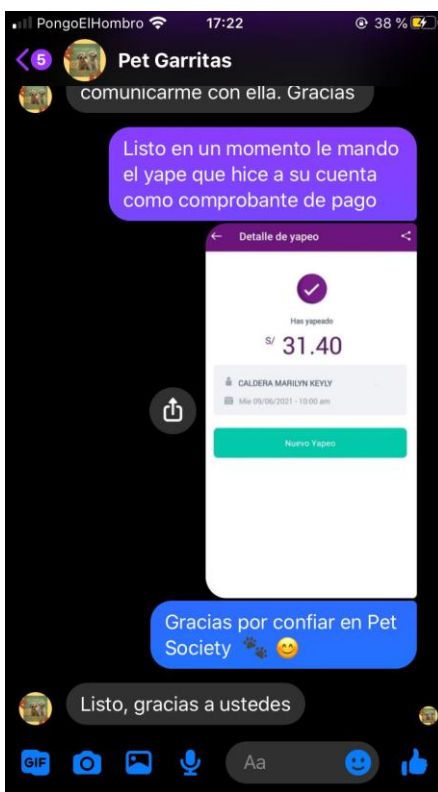 PongoElHombro 17:22 38 %
5 Pet Garritas
comunicarme con ella. Gracias
Listo en un momento le mando
el yape que hice a su cuenta
como comprobante de pago
Detalle de yapeo
Has yapeado
S/ 31.40
CALDERA MARILYN KEYLY
Mié 09/06/2021 - 10:00 am
Nuevo Yapeo
Gracias por confiar en Pet
Society 🐾 😊
Listo, gracias a ustedes
GIF Aa